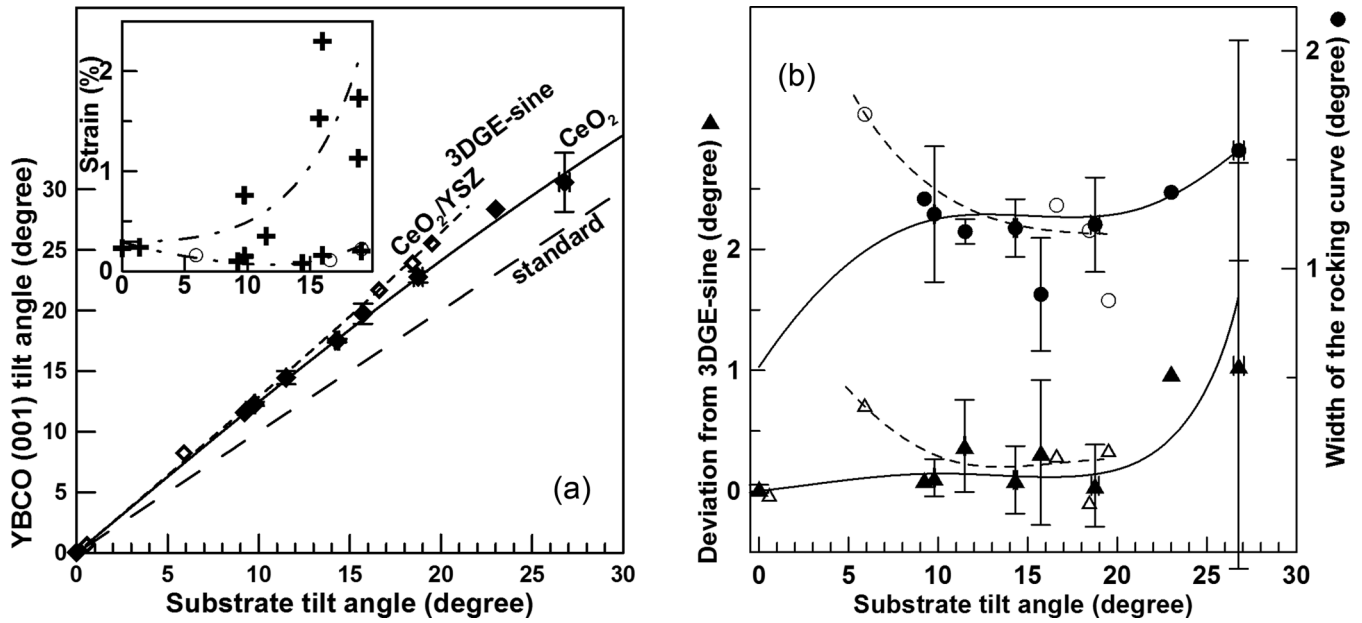 Strain (%)
2
1
0
0
5
10
15
YBCO (001) tilt angle (degree)
30
25
20
15
10
5
0
0
5
10
15
20
25
30
Substrate tilt angle (degree)
3DGE-sine
CeO₂
CeO₂/YSZ
standard
(a)
(b)
Deviation from 3DGE-sine (degree) ▲
3
2
1
0
0
5
10
15
20
25
30
Substrate tilt angle (degree)
2
1
Width of the rocking curve (degree) ●